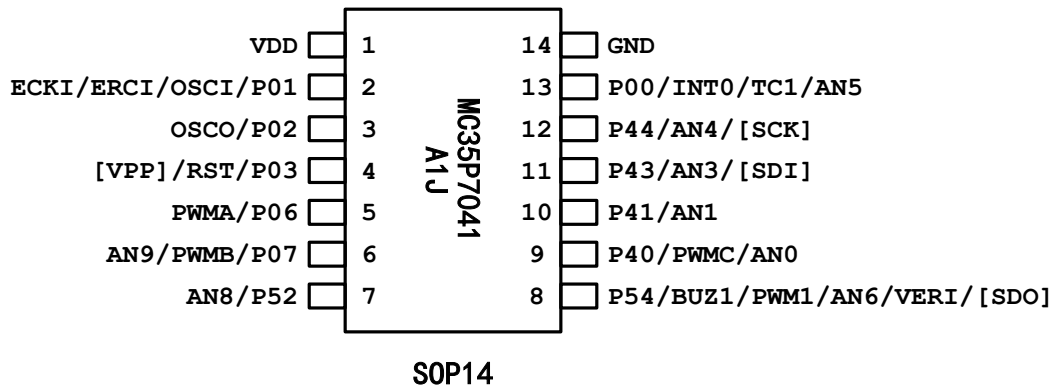 VDD 1 14 GND
ECKI/ERCI/OSCI/P01 2 13 P00/INT0/TC1/AN5
OSCO/P02 3 12 P44/AN4/[SCK]
[VPP]/RST/P03 4 11 P43/AN3/[SDI]
PWMA/P06 5 10 P41/AN1
AN9/PWMB/P07 6 9 P40/PWMC/AN0
AN8/P52 7 8 P54/BUZ1/PWM1/AN6/VERI/[SDO]
MC35P7041
A1J
SOP14